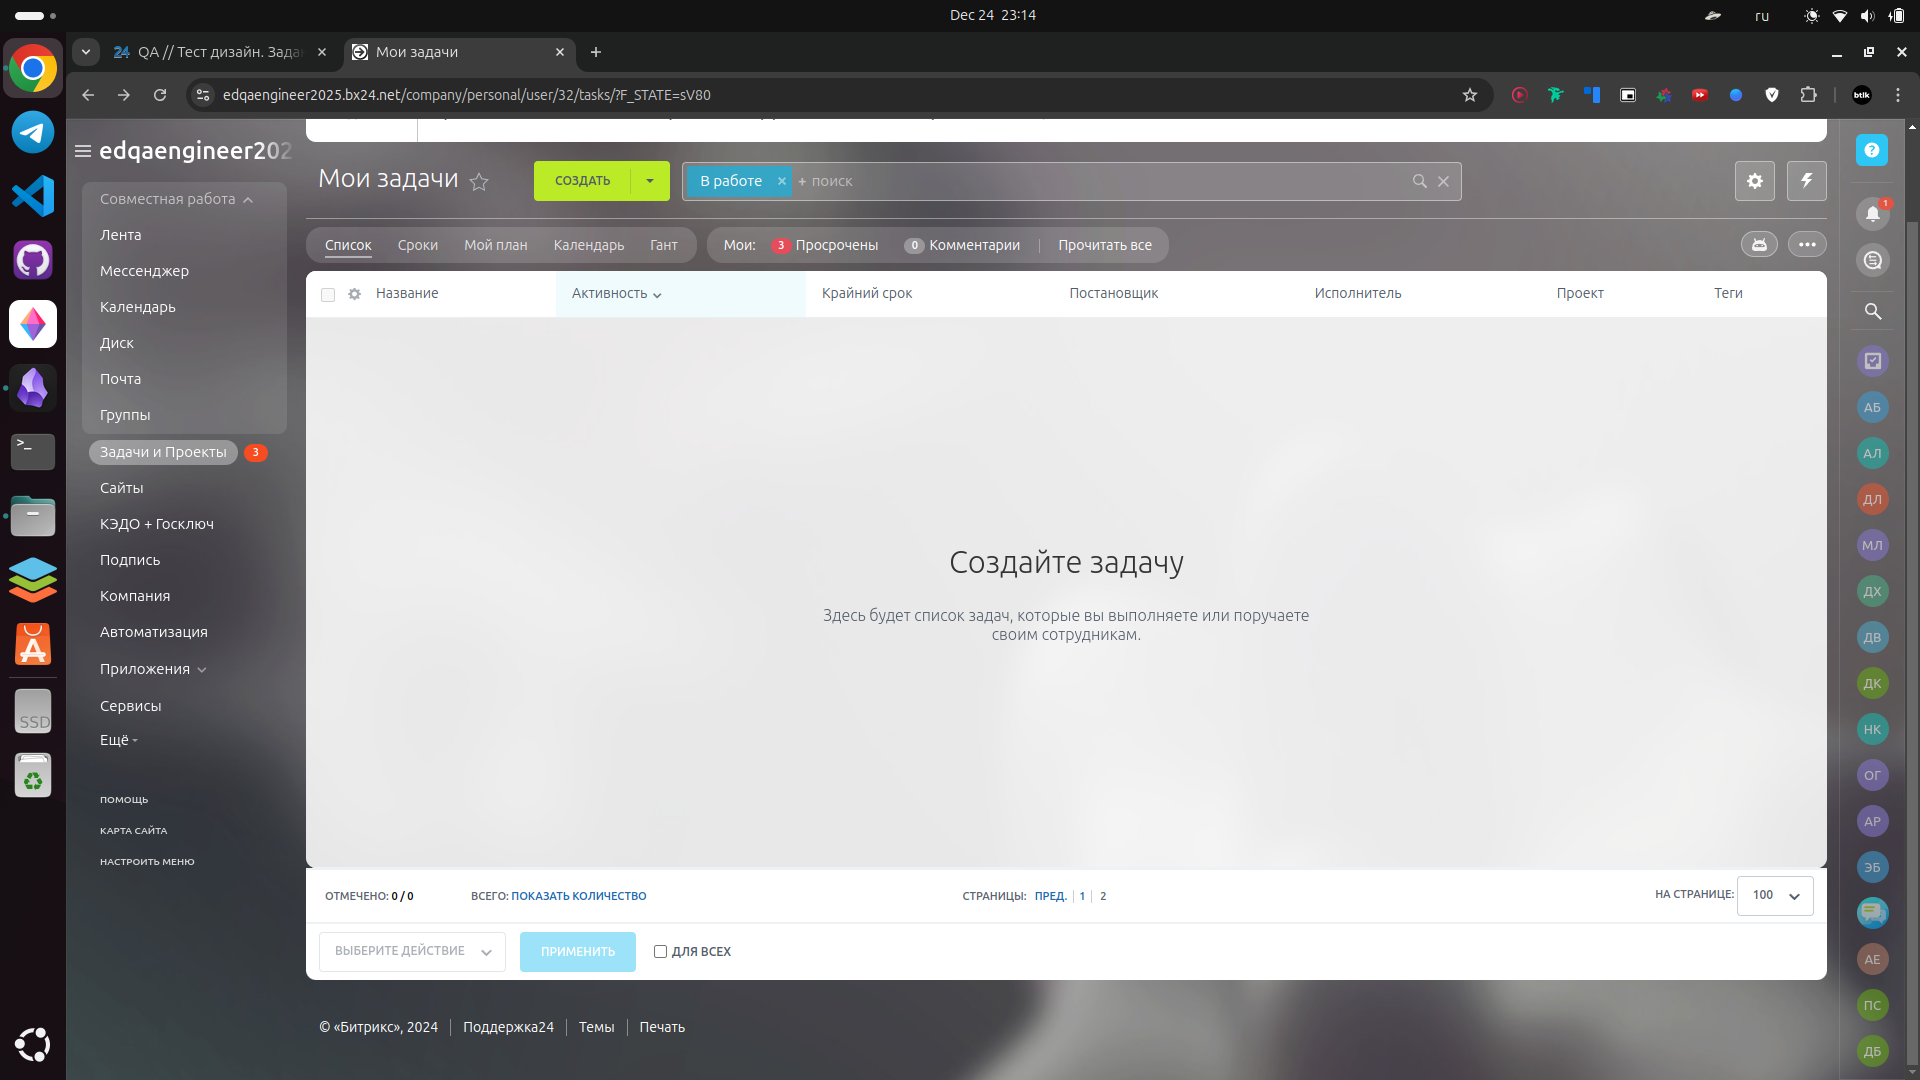 Dec 24 23:14
ru
24 QA // Тест дизайн. Зада
Мои задачи
edqaengineer2025.bx24.net/company/personal/user/32/tasks/?F_STATE=sV80
btlk
edqaengineer202
Совместная работа
Лента
Мессенджер
Календарь
Диск
Почта
Группы
Задачи и Проекты 3
Сайты
КЭДО + Госключ
Подпись
Компания
Автоматизация
Приложения
Сервисы
Ещё
ПОМОЩЬ
КАРТА САЙТА
НАСТРОИТЬ МЕНЮ
SSD
Мои задачи
СОЗДАТЬ
В работе × + поиск
Список Сроки Мой план Календарь Гант
Мои: 3 Просрочены 0 Комментарии Прочитать все
Название Активность Крайний срок Постановщик Исполнитель Проект Теги
Создайте задачу
Здесь будет список задач, которые вы выполняете или поручаете
своим сотрудникам.
ОТМЕЧЕНО: 0 / 0 ВСЕГО: ПОКАЗАТЬ КОЛИЧЕСТВО СТРАНИЦЫ: ПРЕД. 1 2 НА СТРАНИЦЕ: 100
ВЫБЕРИТЕ ДЕЙСТВИЕ ПРИМЕНИТЬ ДЛЯ ВСЕХ
© «Битрикс», 2024 Поддержка24 Темы Печать
1
АБ
АЛ
ДЛ
МЛ
ДХ
ДВ
ДК
НК
ОГ
АР
ЭБ
АЕ
ПС
ДБ